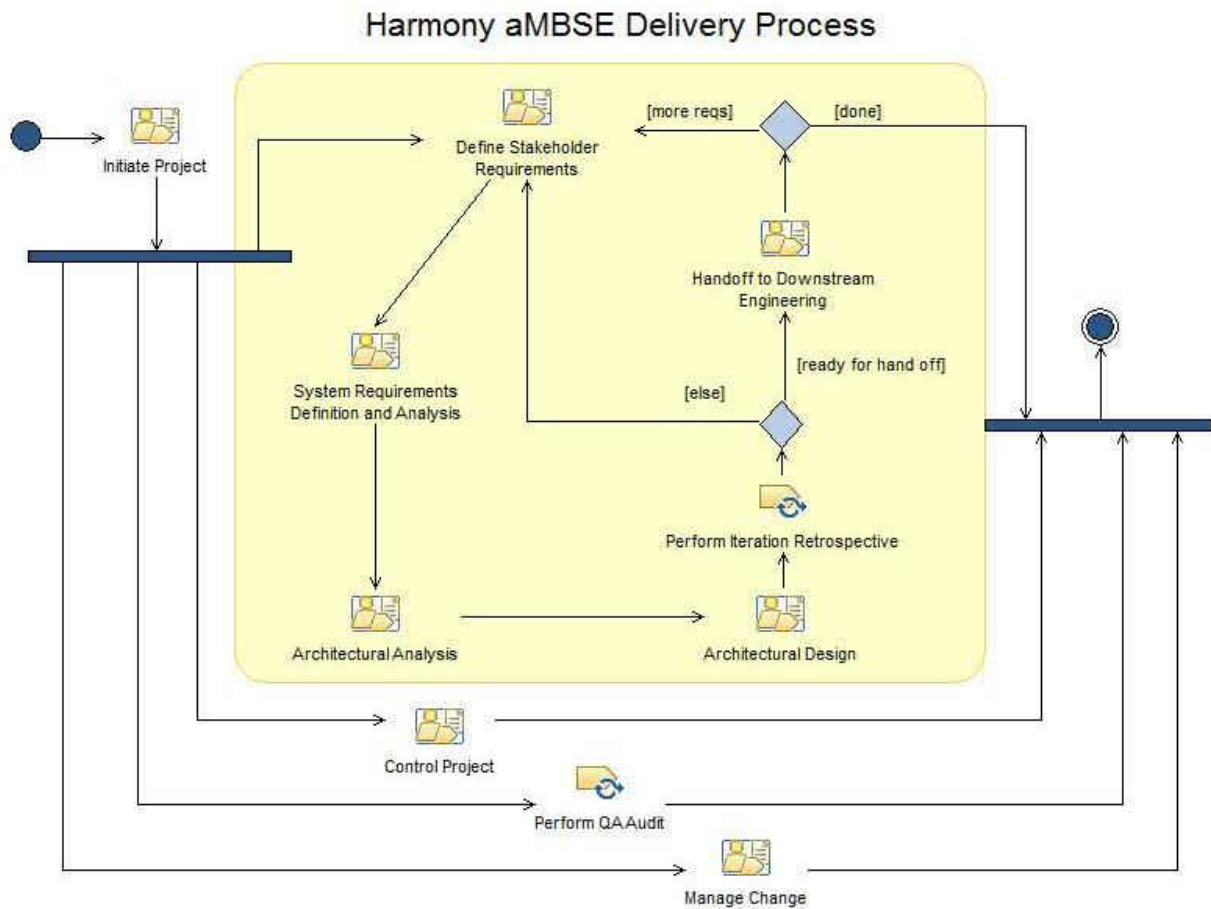 Harmony aMBSE Delivery Process
[more reqs]
[done]
Define Stakeholder
Requirements
Initiate Project
Handoff to Downstream
Engineering
[ready for hand off]
System Requirements
Definition and Analysis
[else]
Perform Iteration Retrospective
Architectural Analysis
Architectural Design
Control Project
Perform QA Audit
Manage Change